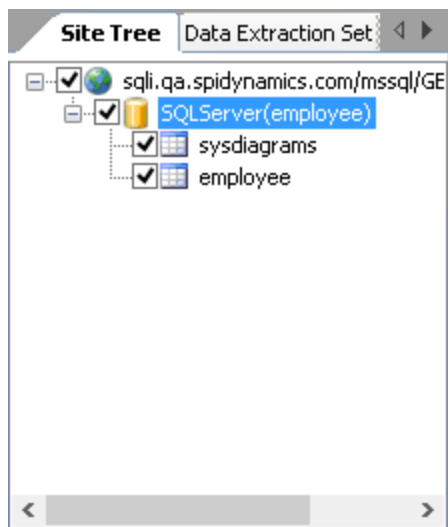 Site Tree
Data Extraction Set
sqli.qa.spidynamics.com/mssql/GE
SQLServer(employee)
sysdiagrams
employee